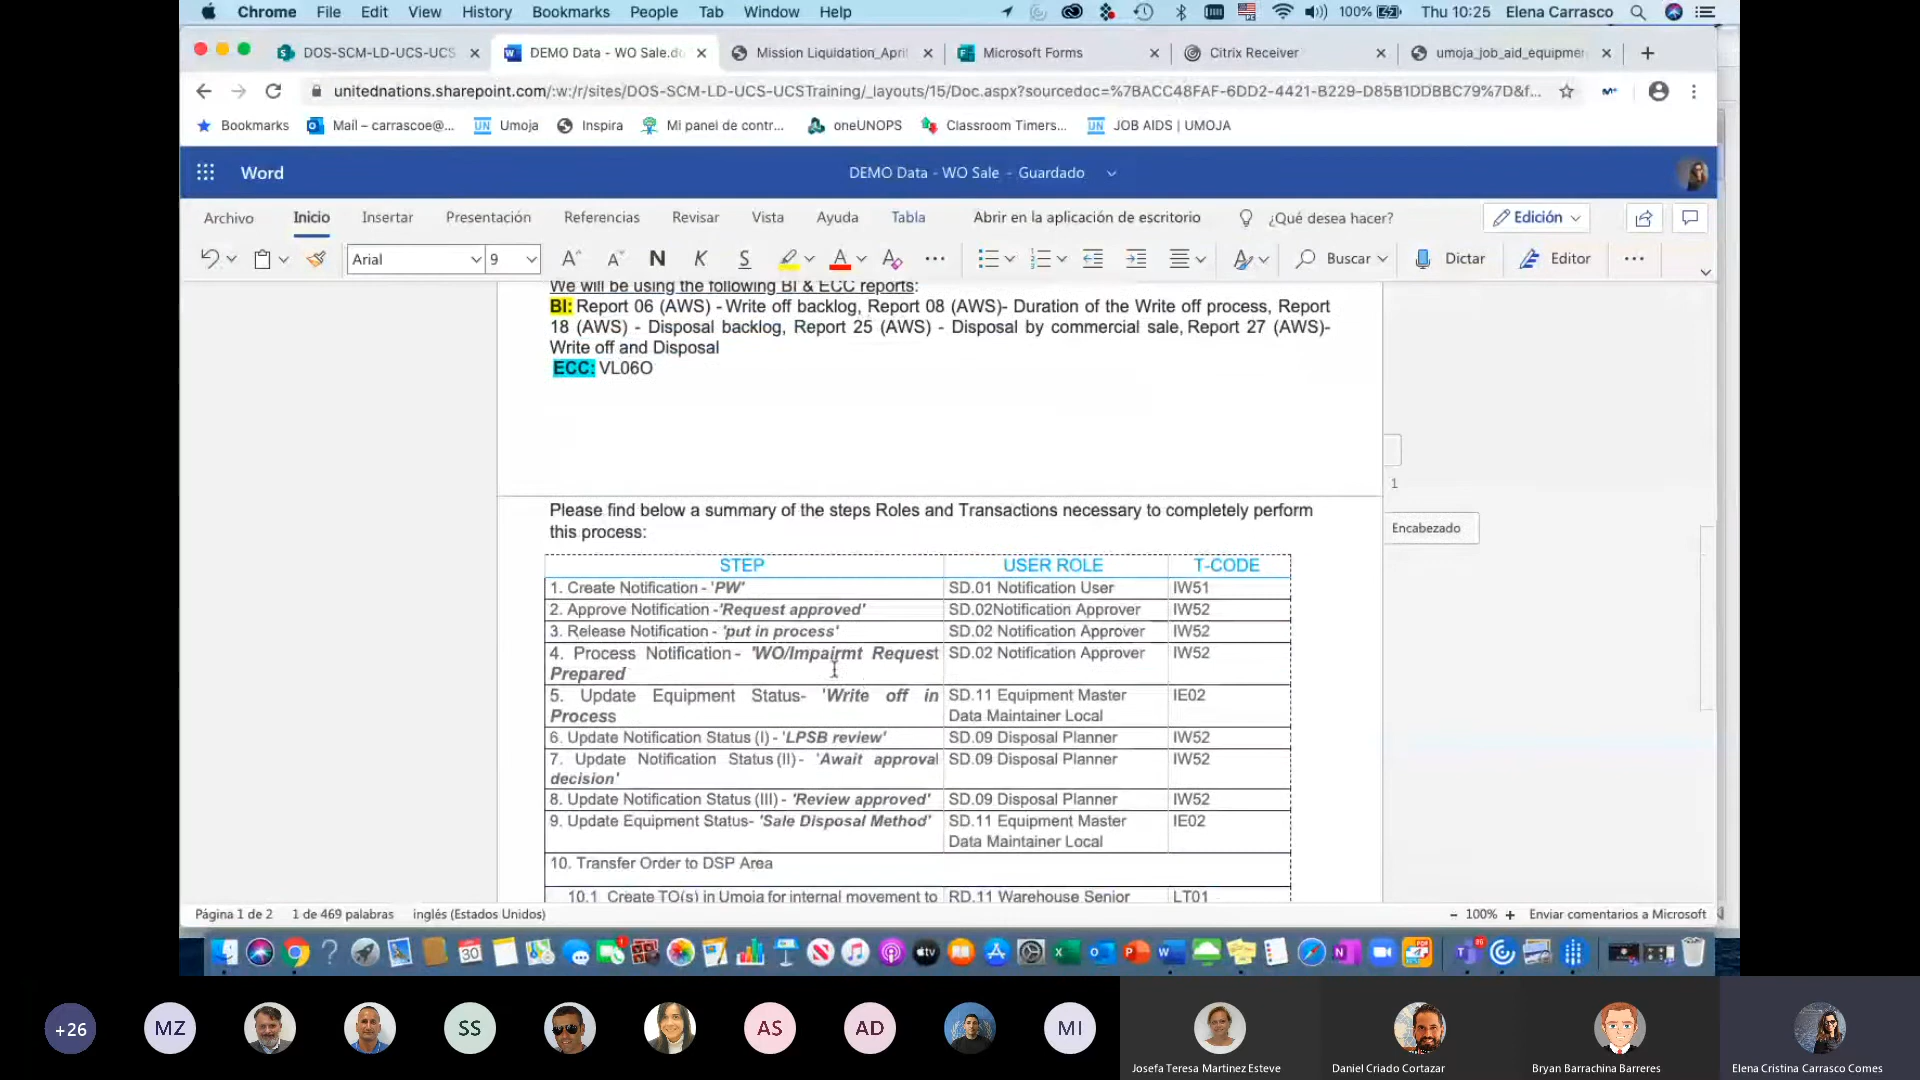 Chrome File Edit View History Bookmarks People Tab Window Help 100% Thu 10:25 Elena Carrasco
DOS-SCM-LD-UCS-UCS DEMO Data - WO Sale.do Mission Liquidation_April Microsoft Forms Citrix Receiver umoja_job_aid_equipmen
unitednations.sharepoint.com/:w:/r/sites/DOS-SCM-LD-UCS-UCSTraining/_layouts/15/Doc.aspx?sourcedoc=%7BACC48FAF-6DD2-4421-B229-D85B1DDBBC79%7D&f...
Bookmarks Mail – carrascoe@... Umoja Inspira Mi panel de contr... oneUNOPS Classroom Timers... JOB AIDS | UMOJA
Word DEMO Data - WO Sale - Guardado
Archivo Inicio Insertar Presentación Referencias Revisar Vista Ayuda Tabla Abrir en la aplicación de escritorio ¿Qué desea hacer? Edición
Arial 9 N K S Buscar Dictar Editor
We will be using the following BI & ECC reports:
BI: Report 06 (AWS) - Write off backlog, Report 08 (AWS)- Duration of the Write off process, Report
18 (AWS) - Disposal backlog, Report 25 (AWS) - Disposal by commercial sale, Report 27 (AWS)-
Write off and Disposal
ECC: VL06O
1
Please find below a summary of the steps Roles and Transactions necessary to completely perform
this process:
Encabezado
STEP USER ROLE T-CODE
1. Create Notification - 'PW' SD.01 Notification User IW51
2. Approve Notification -'Request approved' SD.02Notification Approver IW52
3. Release Notification - 'put in process' SD.02 Notification Approver IW52
4. Process Notification - 'WO/Impairmt Request SD.02 Notification Approver IW52
Prepared
5. Update Equipment Status- 'Write off in SD.11 Equipment Master IE02
Process Data Maintainer Local
6. Update Notification Status (I) - 'LPSB review' SD.09 Disposal Planner IW52
7. Update Notification Status (II) - 'Await approval SD.09 Disposal Planner IW52
decision'
8. Update Notification Status (III) - 'Review approved' SD.09 Disposal Planner IW52
9. Update Equipment Status- 'Sale Disposal Method' SD.11 Equipment Master IE02
Data Maintainer Local
10. Transfer Order to DSP Area
10.1 Create TO(s) in Umoja for internal movement to RD.11 Warehouse Senior LT01
Página 1 de 2 1 de 469 palabras inglés (Estados Unidos) - 100% + Enviar comentarios a Microsoft
+26 MZ SS AS AD MI
Josefa Teresa Martinez Esteve Daniel Criado Cortazar Bryan Barrachina Barreres Elena Cristina Carrasco Comes